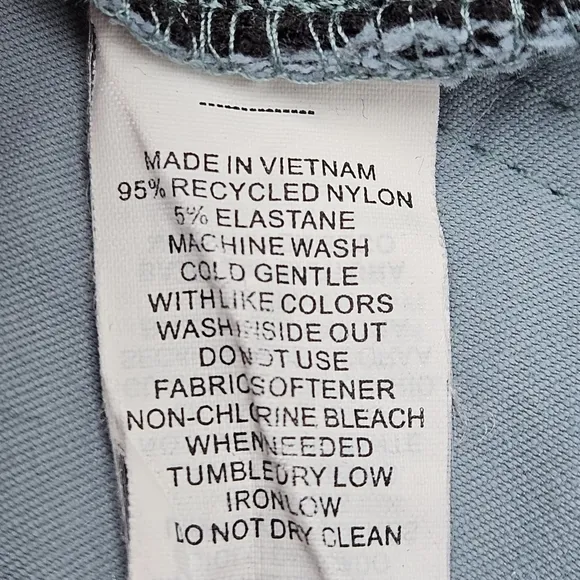 MADE IN VIETNAM
95% RECYCLED NYLON
5% ELASTANE
MACHINE WASH
COLD GENTLE
WITH LIKE COLORS
WASH INSIDE OUT
DO NOT USE
FABRIC SOFTENER
NON-CHLORINE BLEACH
WHEN NEEDED
TUMBLE DRY LOW
IRON LOW
DO NOT DRY CLEAN